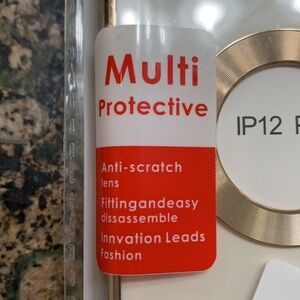 Multi
Protective
Anti-scratch
lens
Fittingandeasy
dissassemble
Innvation Leads
Fashion
IP12 P